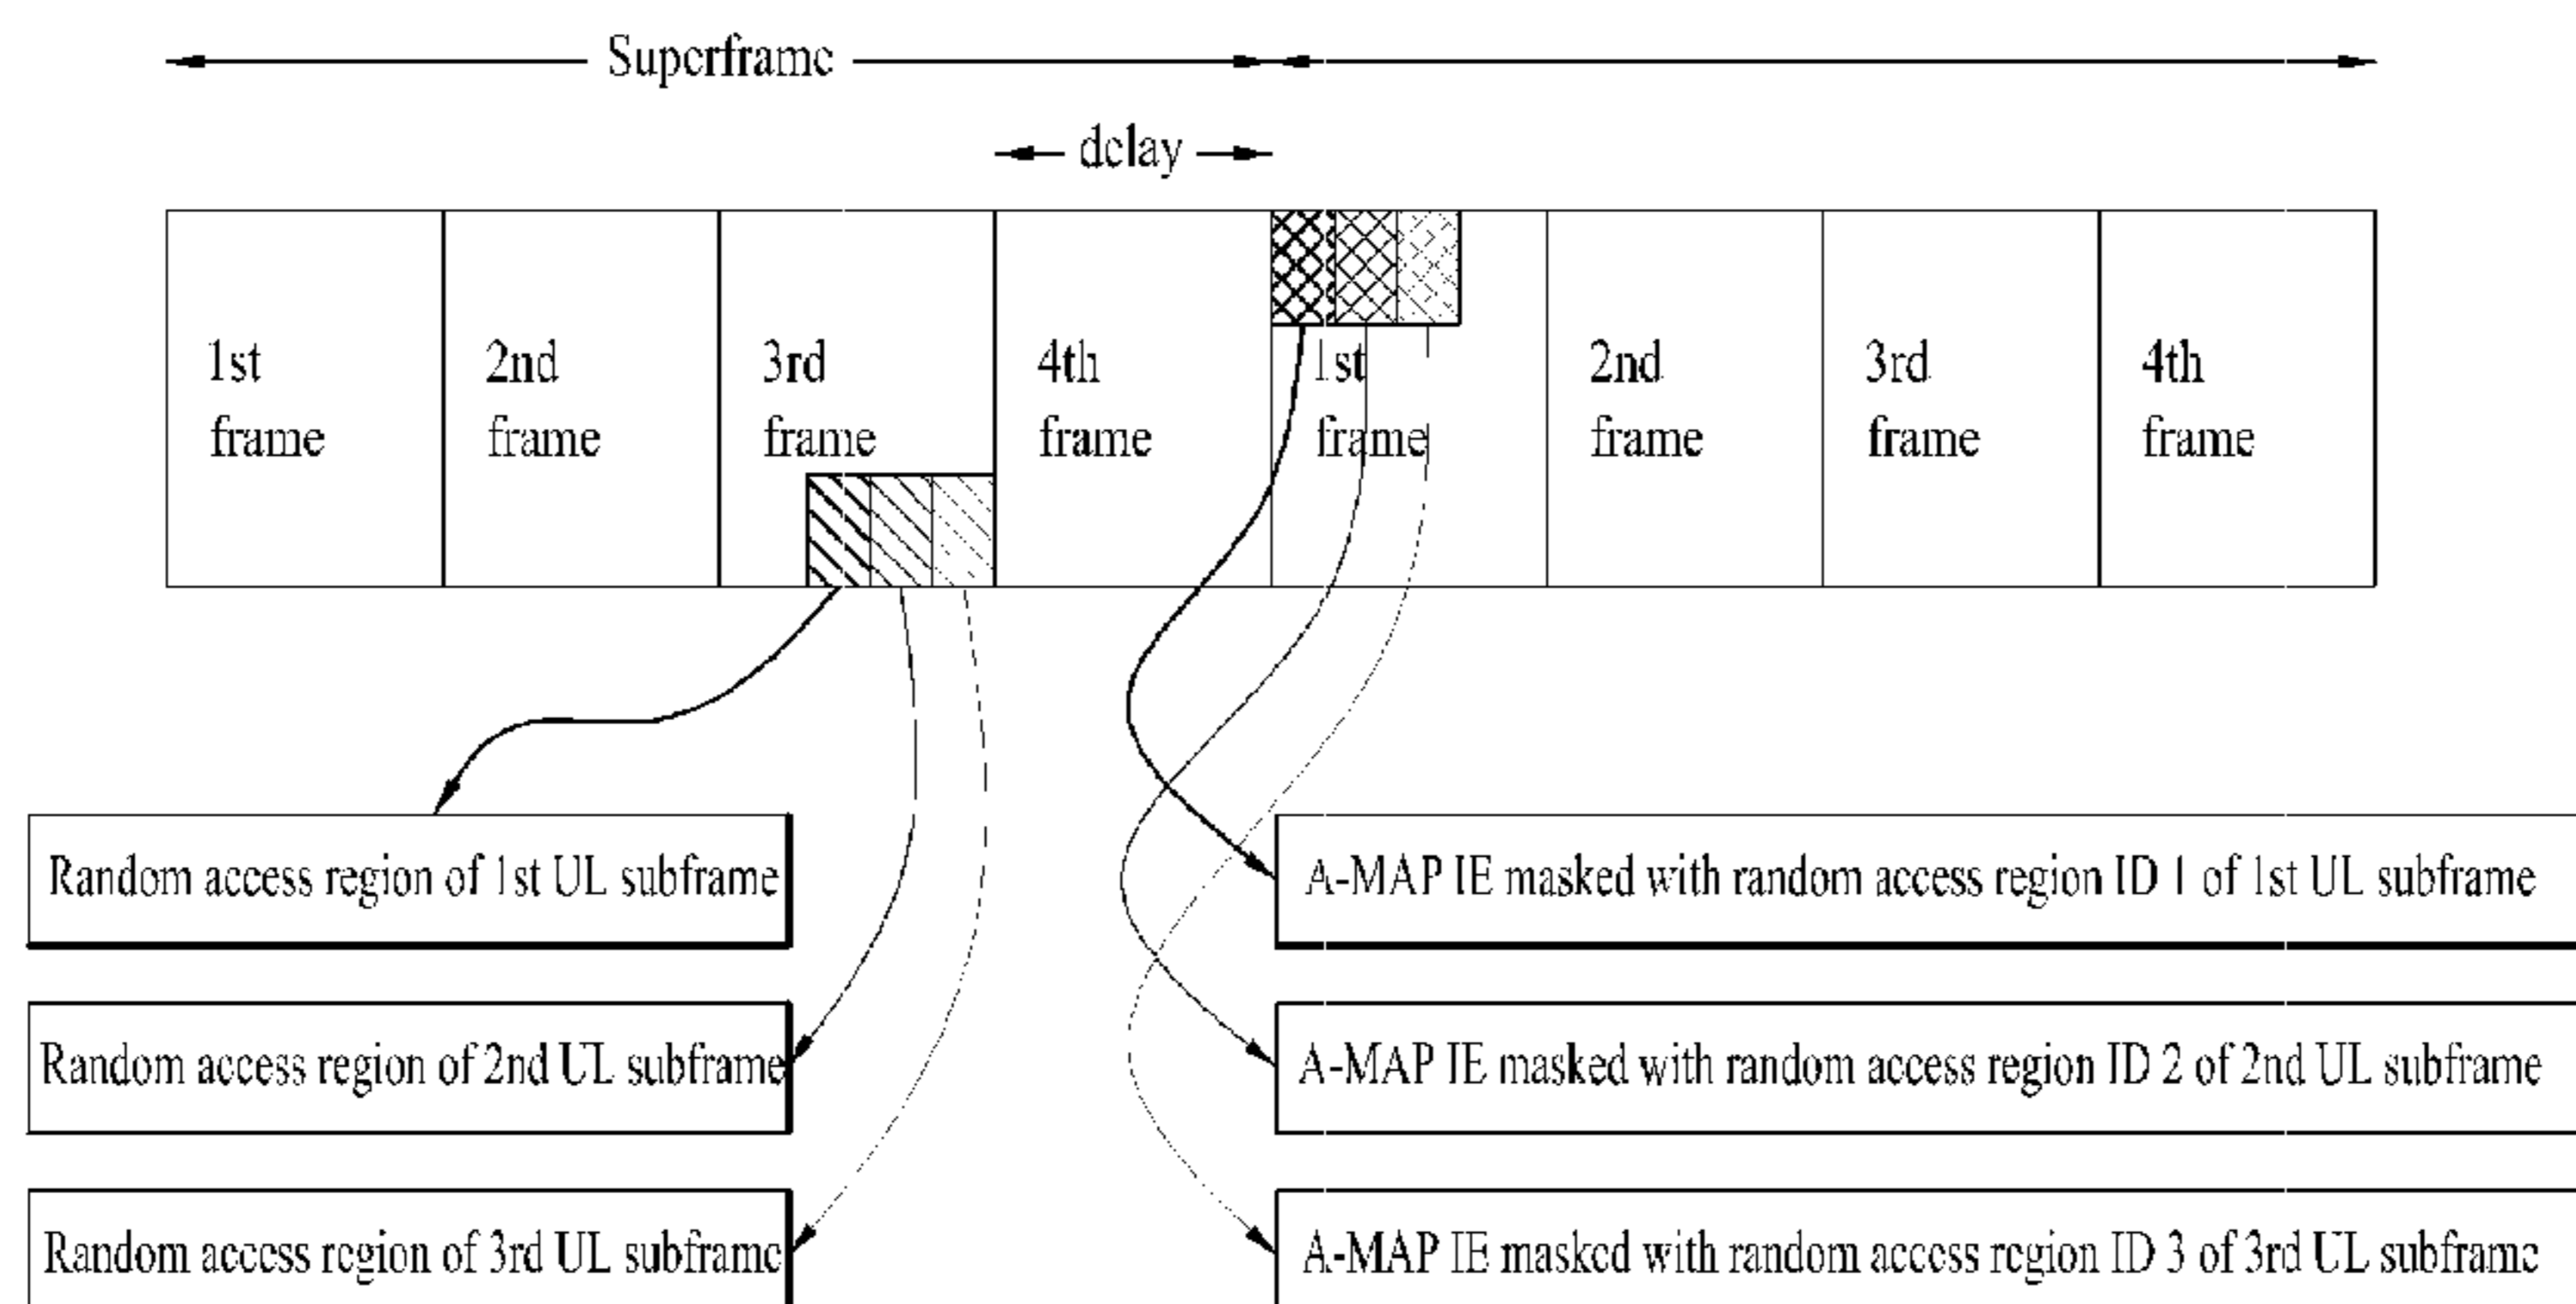 Superframe
delay
1st
frame
2nd
frame
3rd
frame
4th
frame
1st
frame
2nd
frame
3rd
frame
4th
frame
Random access region of 1st UL subframe
A-MAP IE masked with random access region ID 1 of 1st UL subframe
Random access region of 2nd UL subframe
A-MAP IE masked with random access region ID 2 of 2nd UL subframe
Random access region of 3rd UL subframe
A-MAP IE masked with random access region ID 3 of 3rd UL subframe